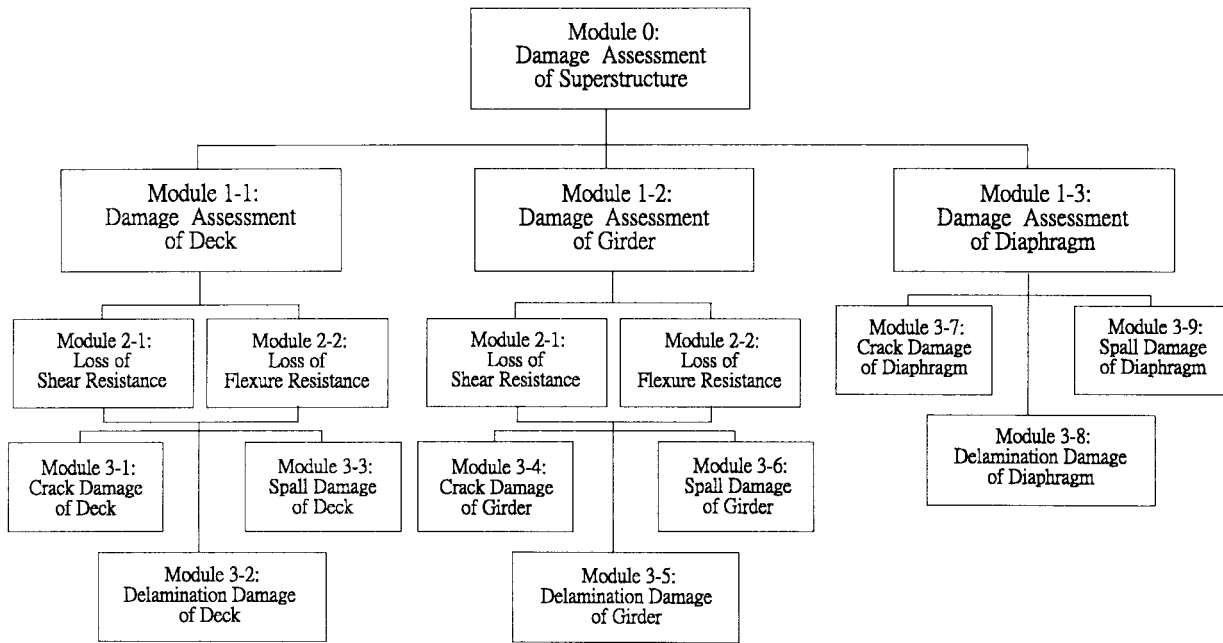 Module 0:
Damage Assessment
of Superstructure
Module 1-1:
Damage Assessment
of Deck
Module 1-2:
Damage Assessment
of Girder
Module 1-3:
Damage Assessment
of Diaphragm
Module 2-1:
Loss of
Shear Resistance
Module 2-2:
Loss of
Flexure Resistance
Module 2-1:
Loss of
Shear Resistance
Module 2-2:
Loss of
Flexure Resistance
Module 3-7:
Crack Damage
of Diaphragm
Module 3-9:
Spall Damage
of Diaphragm
Module 3-1:
Crack Damage
of Deck
Module 3-3:
Spall Damage
of Deck
Module 3-4:
Crack Damage
of Girder
Module 3-6:
Spall Damage
of Girder
Module 3-8:
Delamination Damage
of Diaphragm
Module 3-2:
Delamination Damage
of Deck
Module 3-5:
Delamination Damage
of Girder